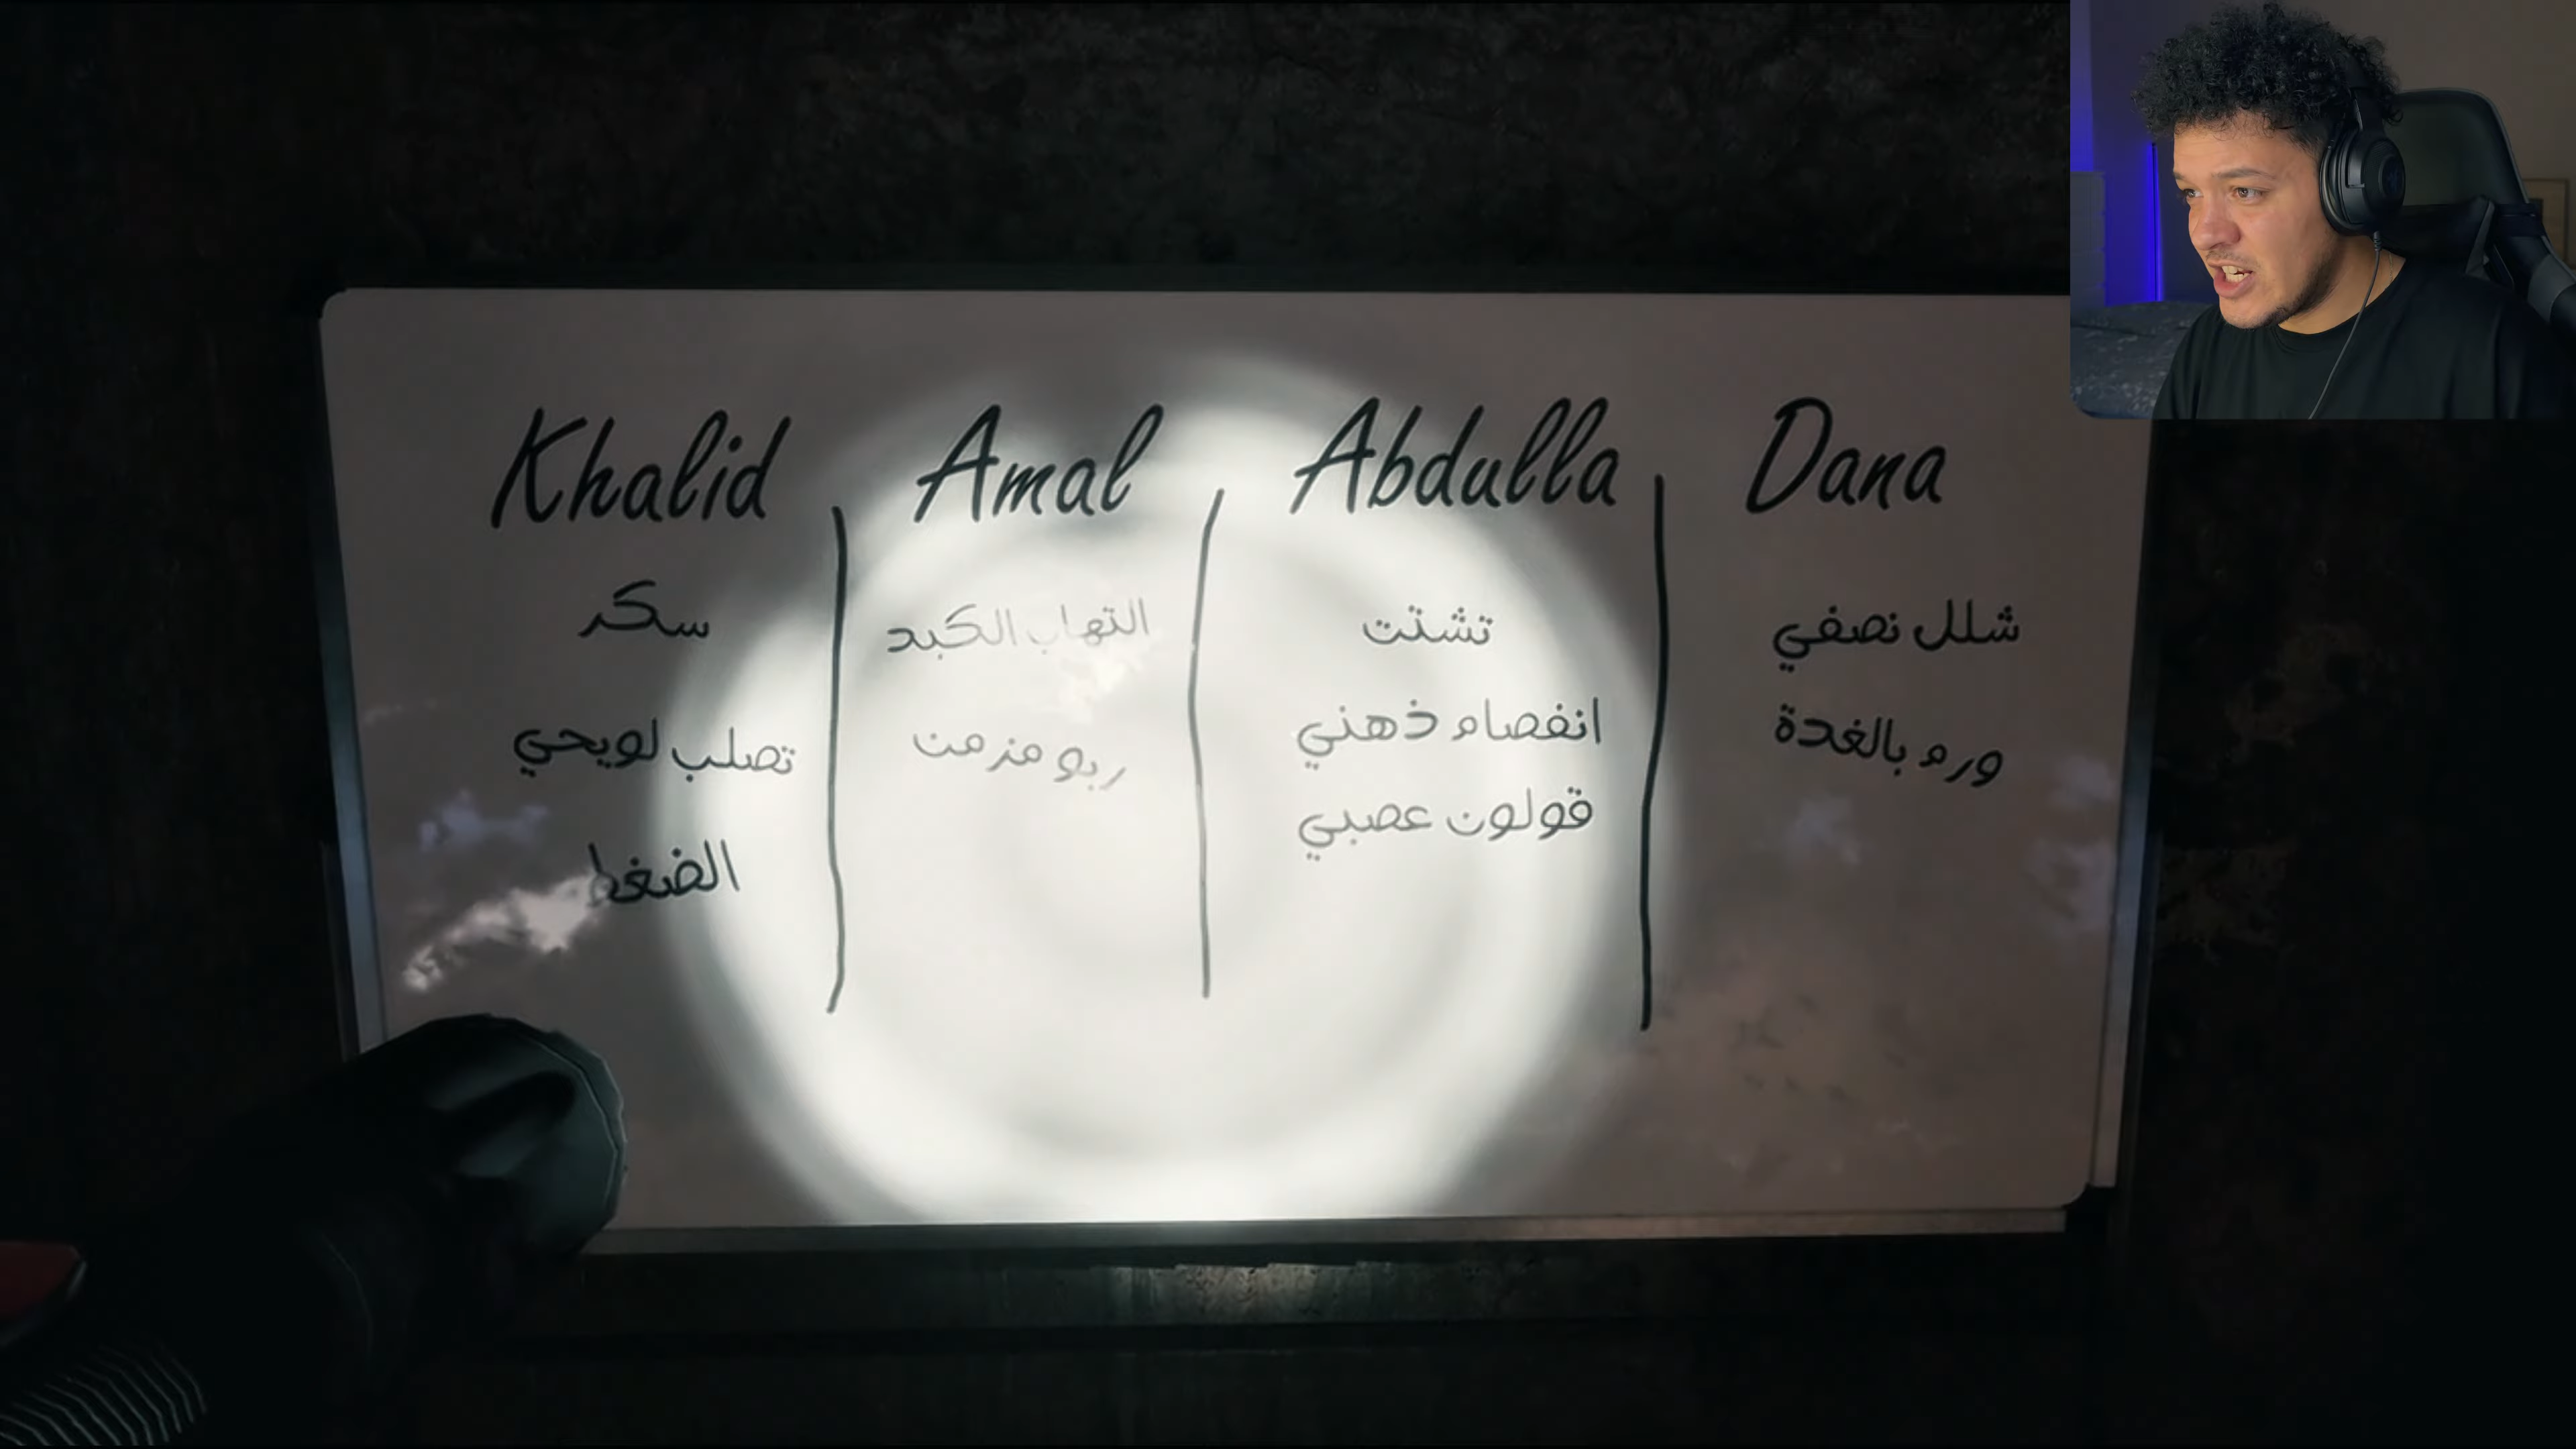 Khalid
سكر
تصلب لويحي
الضغط
Amal
التهاب الكبد
ربو مزمن
Abdulla
تشتت
انفصام ذهني
قولون عصبي
Dana
شلل نصفي
ورم بالغدة